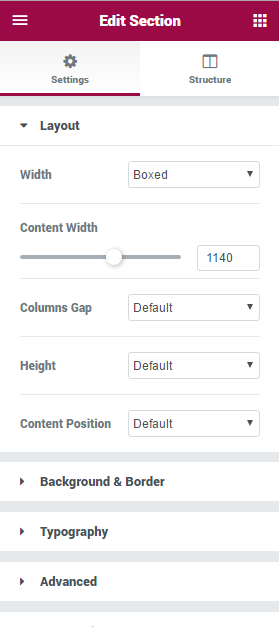 Edit Section
Settings Structure
Layout
Width Boxed
Content Width
1140
Columns Gap Default
Height Default
Content Position Default
Background & Border
Typography
Advanced